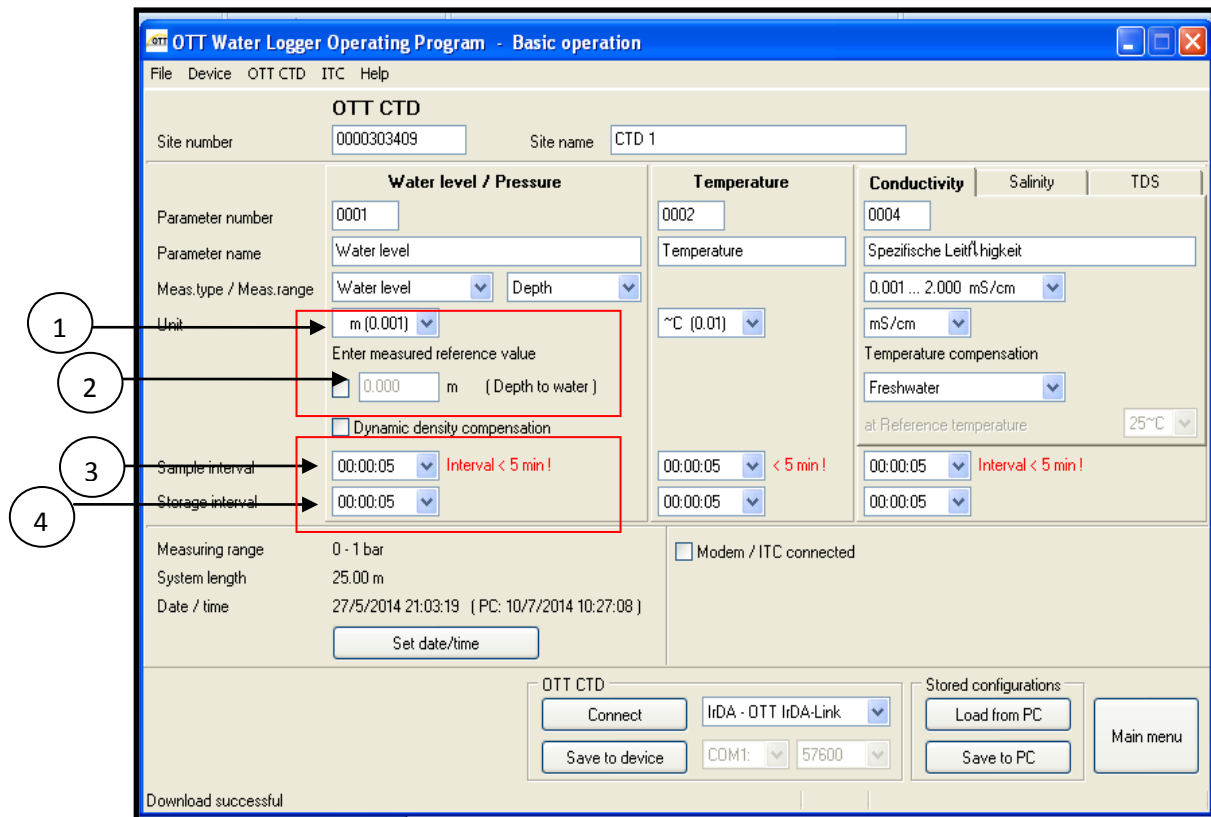 OTT OTT Water Logger Operating Program - Basic operation
File Device OTT CTD ITC Help
OTT CTD
Site number 0000303409 Site name CTD 1
Water level / Pressure Temperature Conductivity Salinity TDS
Parameter number 0001 0002 0004
Parameter name Water level Temperature Spezifische Leitf higkeit
Meas.type / Meas.range Water level Depth 0.001 ... 2.000 mS/cm
1 Unit m (0.001) ~C (0.01) mS/cm
Enter measured reference value Temperature compensation
2 0.000 m ( Depth to water ) Freshwater
Dynamic density compensation at Reference temperature 25~C
3 Sample interval 00:00:05 Interval < 5 min ! 00:00:05 < 5 min ! 00:00:05 Interval < 5 min !
4 Storage interval 00:00:05 00:00:05 00:00:05
Measuring range 0 - 1 bar Modem / ITC connected
System length 25.00 m
Date / time 27/5/2014 21:03:19 ( PC: 10/7/2014 10:27:08 )
Set date/time
OTT CTD Stored configurations
Connect IrDA - OTT IrDA-Link Load from PC
Main menu
Save to device COM1: 57600 Save to PC
Download successful